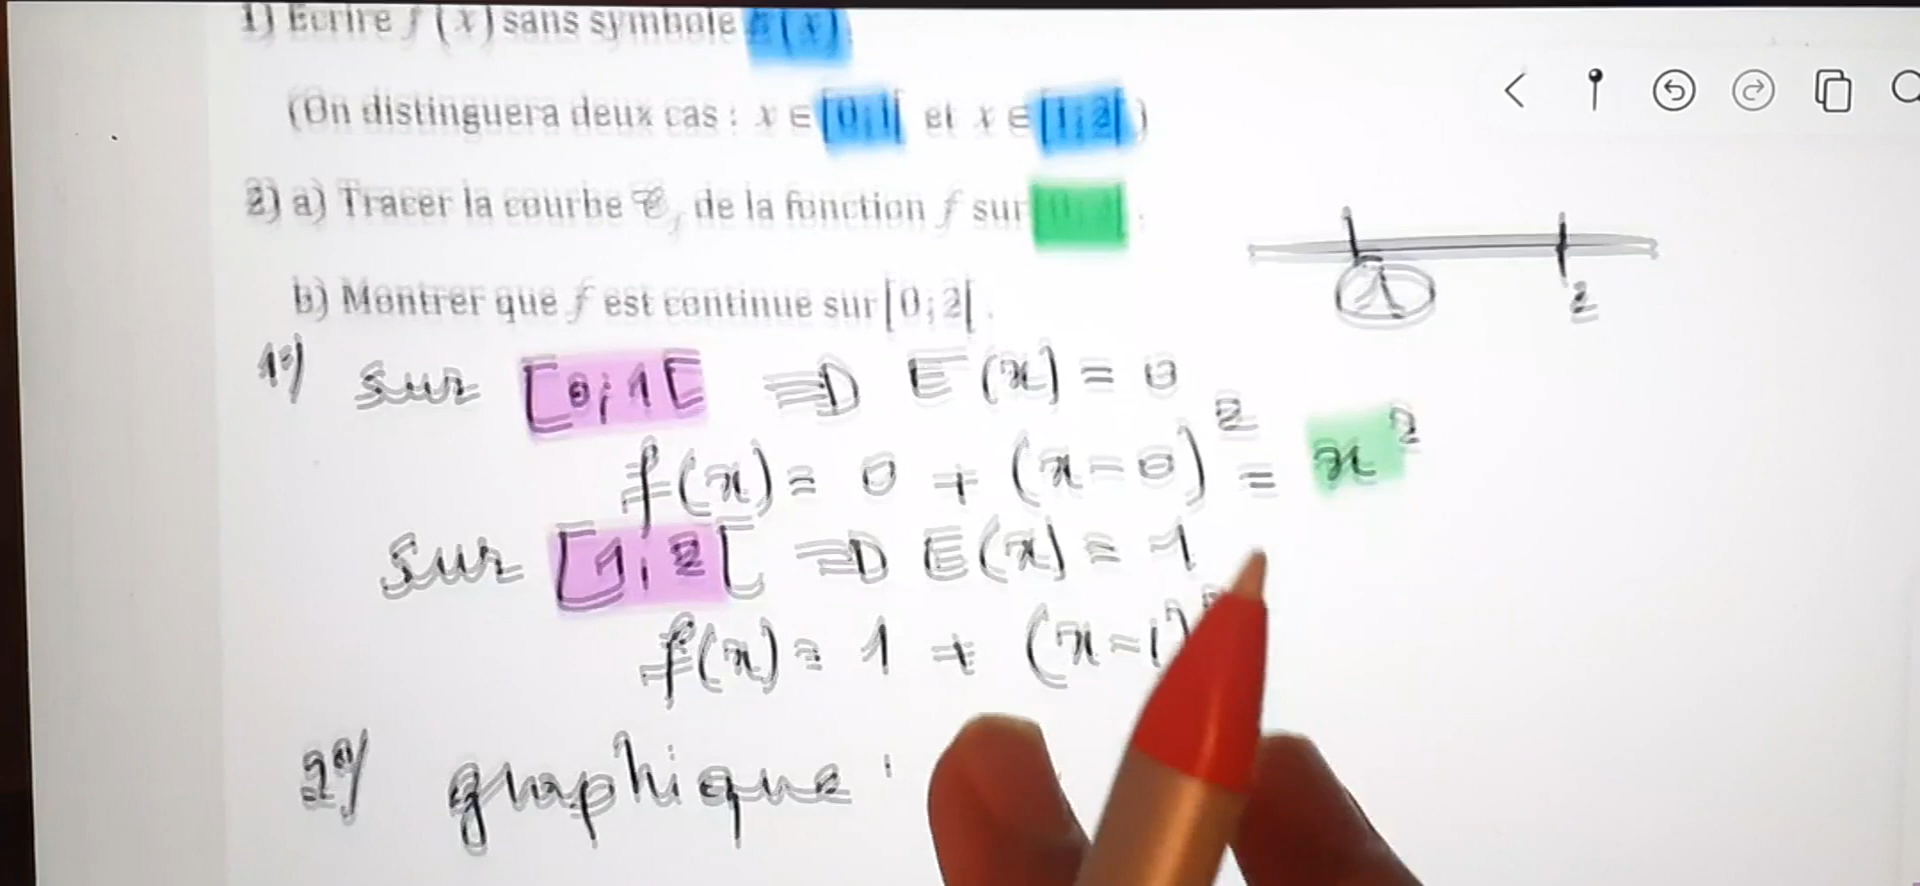 1) Ecrire f(x) sans symbole E(x).
(On distinguera deux cas : x ∈ [0;1[ et x ∈ [1;2[ )
2) a) Tracer la courbe 𝒞f de la fonction f sur
b) Montrer que f est continue sur [0;2[ .
1 2
1°) sur [0;1[ ⟹ E(x) = 0
f(x) = 0 + (x-0)² = x²
sur [1;2[ ⟹ E(x) = 1
f(x) = 1 + (x-1)²
2°/ graphique :